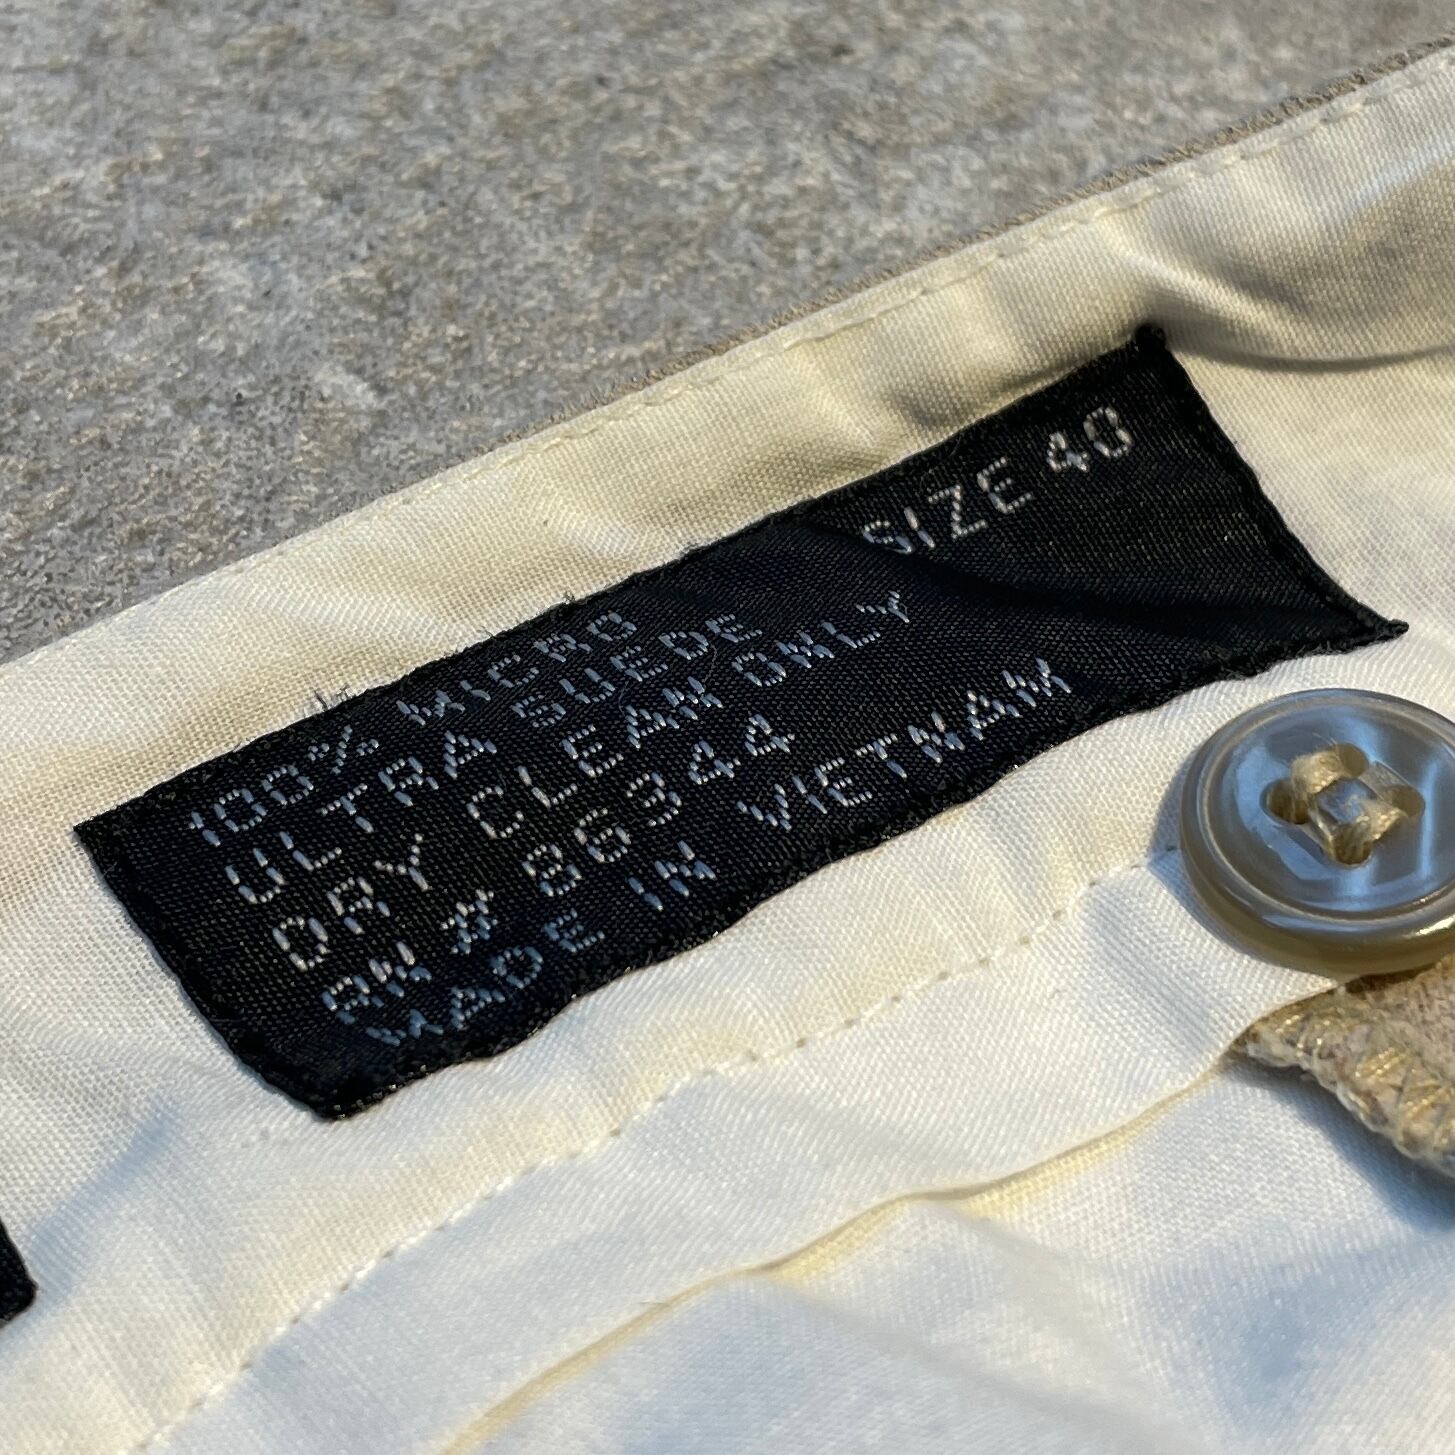 SIZE 40
100% MICRO
ULTRA SUEDE
DRY CLEAN ONLY
RN# 86344
MADE IN VIETNAM